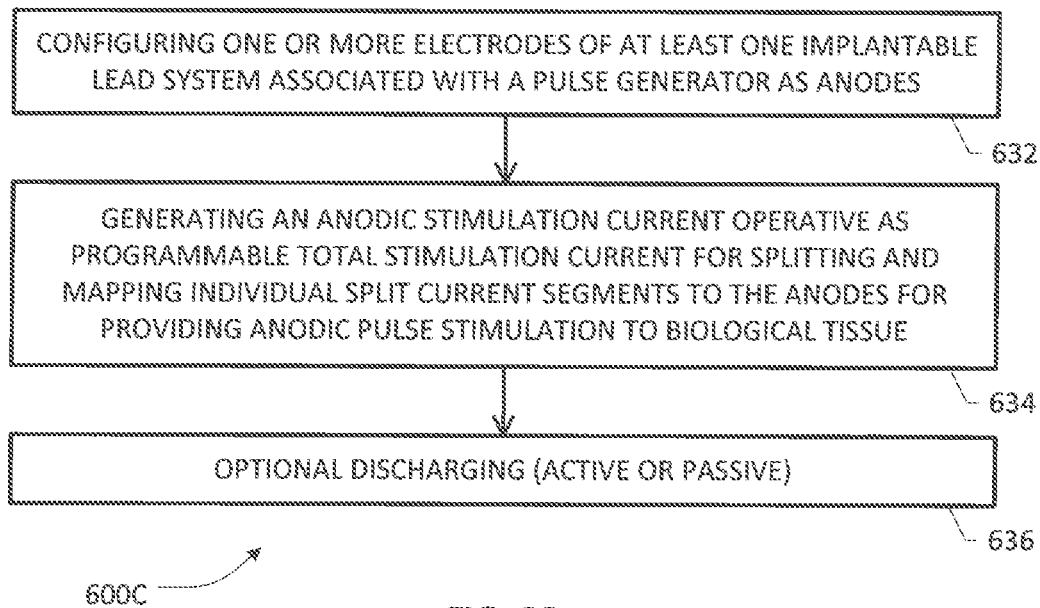 CONFIGURING ONE OR MORE ELECTRODES OF AT LEAST ONE IMPLANTABLE
LEAD SYSTEM ASSOCIATED WITH A PULSE GENERATOR AS ANODES
632
GENERATING AN ANODIC STIMULATION CURRENT OPERATIVE AS
PROGRAMMABLE TOTAL STIMULATION CURRENT FOR SPLITTING AND
MAPPING INDIVIDUAL SPLIT CURRENT SEGMENTS TO THE ANODES FOR
PROVIDING ANODIC PULSE STIMULATION TO BIOLOGICAL TISSUE
634
OPTIONAL DISCHARGING (ACTIVE OR PASSIVE)
636
600C